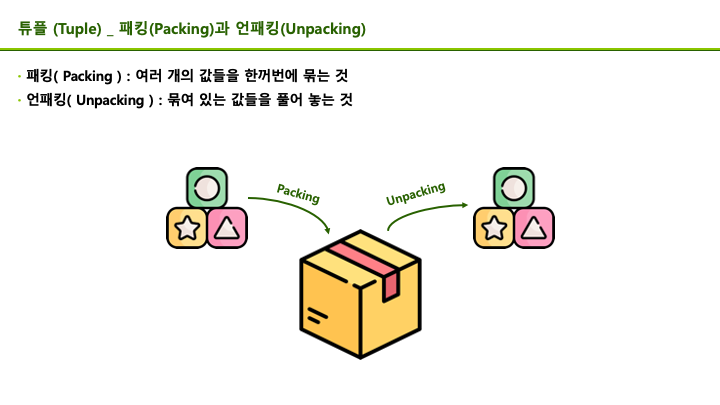 튜플 (Tuple) _ 패킹(Packing)과 언패킹(Unpacking)
· 패킹( Packing ) : 여러 개의 값들을 한꺼번에 묶는 것
· 언패킹( Unpacking ) : 묶여 있는 값들을 풀어 놓는 것
Packing
Unpacking